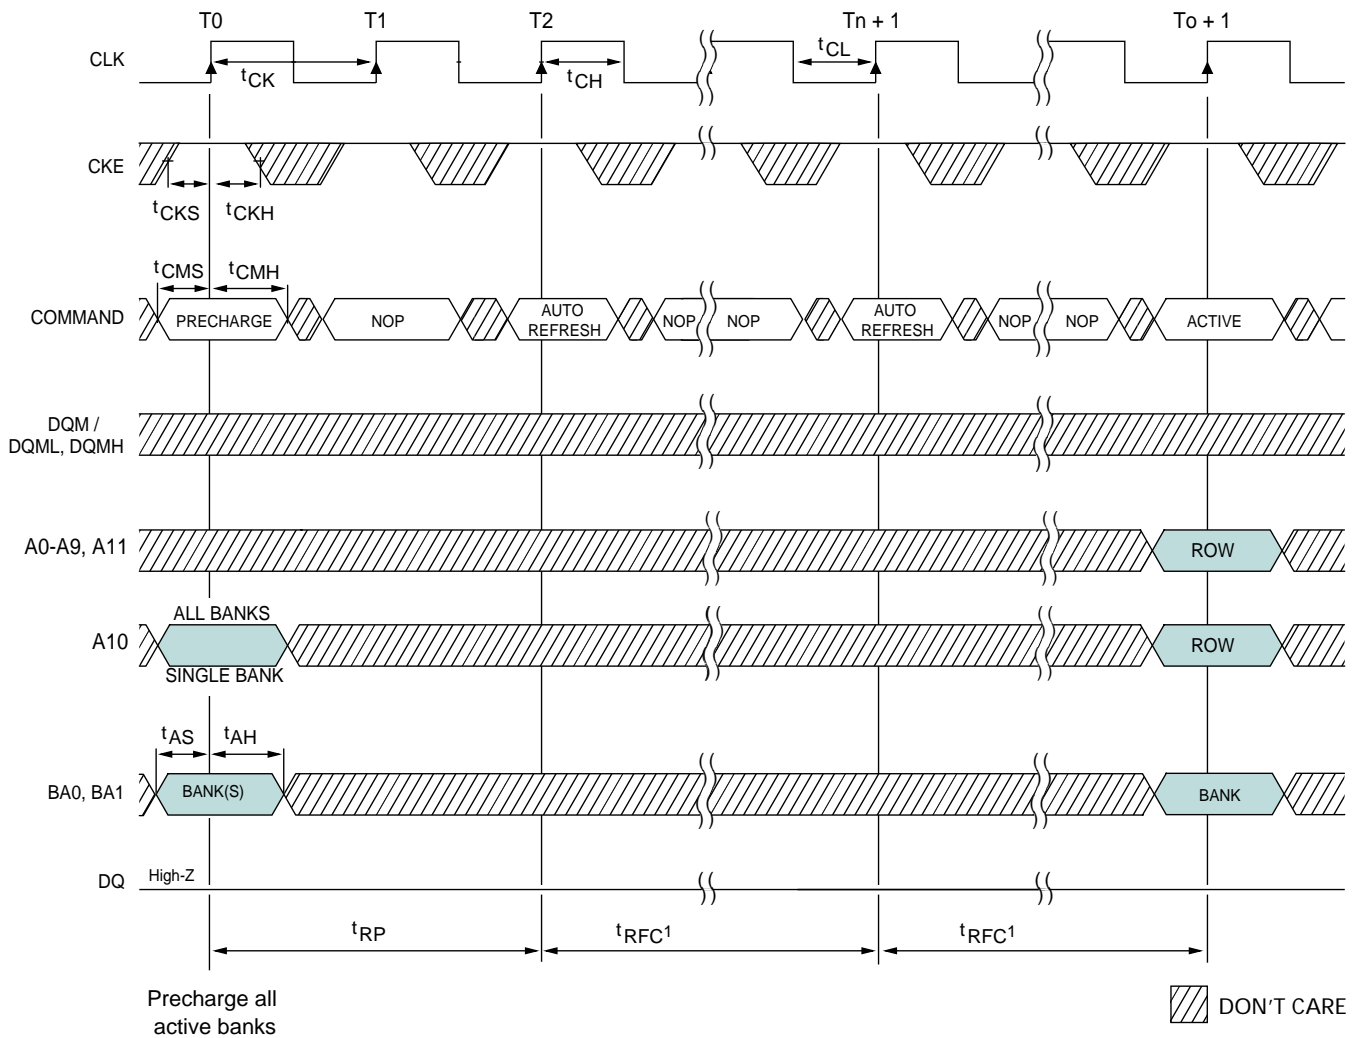 T0 T1 T2 Tn + 1 To + 1
CLK
tCK tCH tCL
CKE
tCKS tCKH
tCMS tCMH
COMMAND PRECHARGE NOP AUTO REFRESH NOP NOP AUTO REFRESH NOP NOP ACTIVE
DQM /
DQML, DQMH
A0-A9, A11 ROW
ALL BANKS
A10 ROW
SINGLE BANK
tAS tAH
BA0, BA1 BANK(S) BANK
DQ High-Z
tRP tRFC1 tRFC1
Precharge all
active banks
DON'T CARE